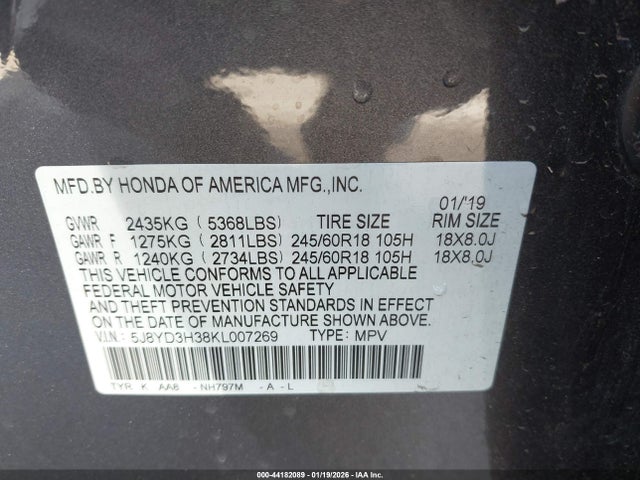 MFD.BY HONDA OF AMERICA MFG.,INC.
01/'19
GVWR 2435KG ( 5368LBS) TIRE SIZE RIM SIZE
GAWR F 1275KG ( 2811LBS) 245/60R18 105H 18X8.0J
GAWR R 1240KG ( 2734LBS) 245/60R18 105H 18X8.0J
THIS VEHICLE CONFORMS TO ALL APPLICABLE
FEDERAL MOTOR VEHICLE SAFETY
AND THEFT PREVENTION STANDARDS IN EFFECT
ON THE DATE OF MANUFACTURE SHOWN ABOVE.
V.I.N.: 5J8YD3H38KL007269 TYPE: MPV
TYR K AA8 - NH797M - A - L
000-44182089 - 01/19/2026 - IAA Inc.